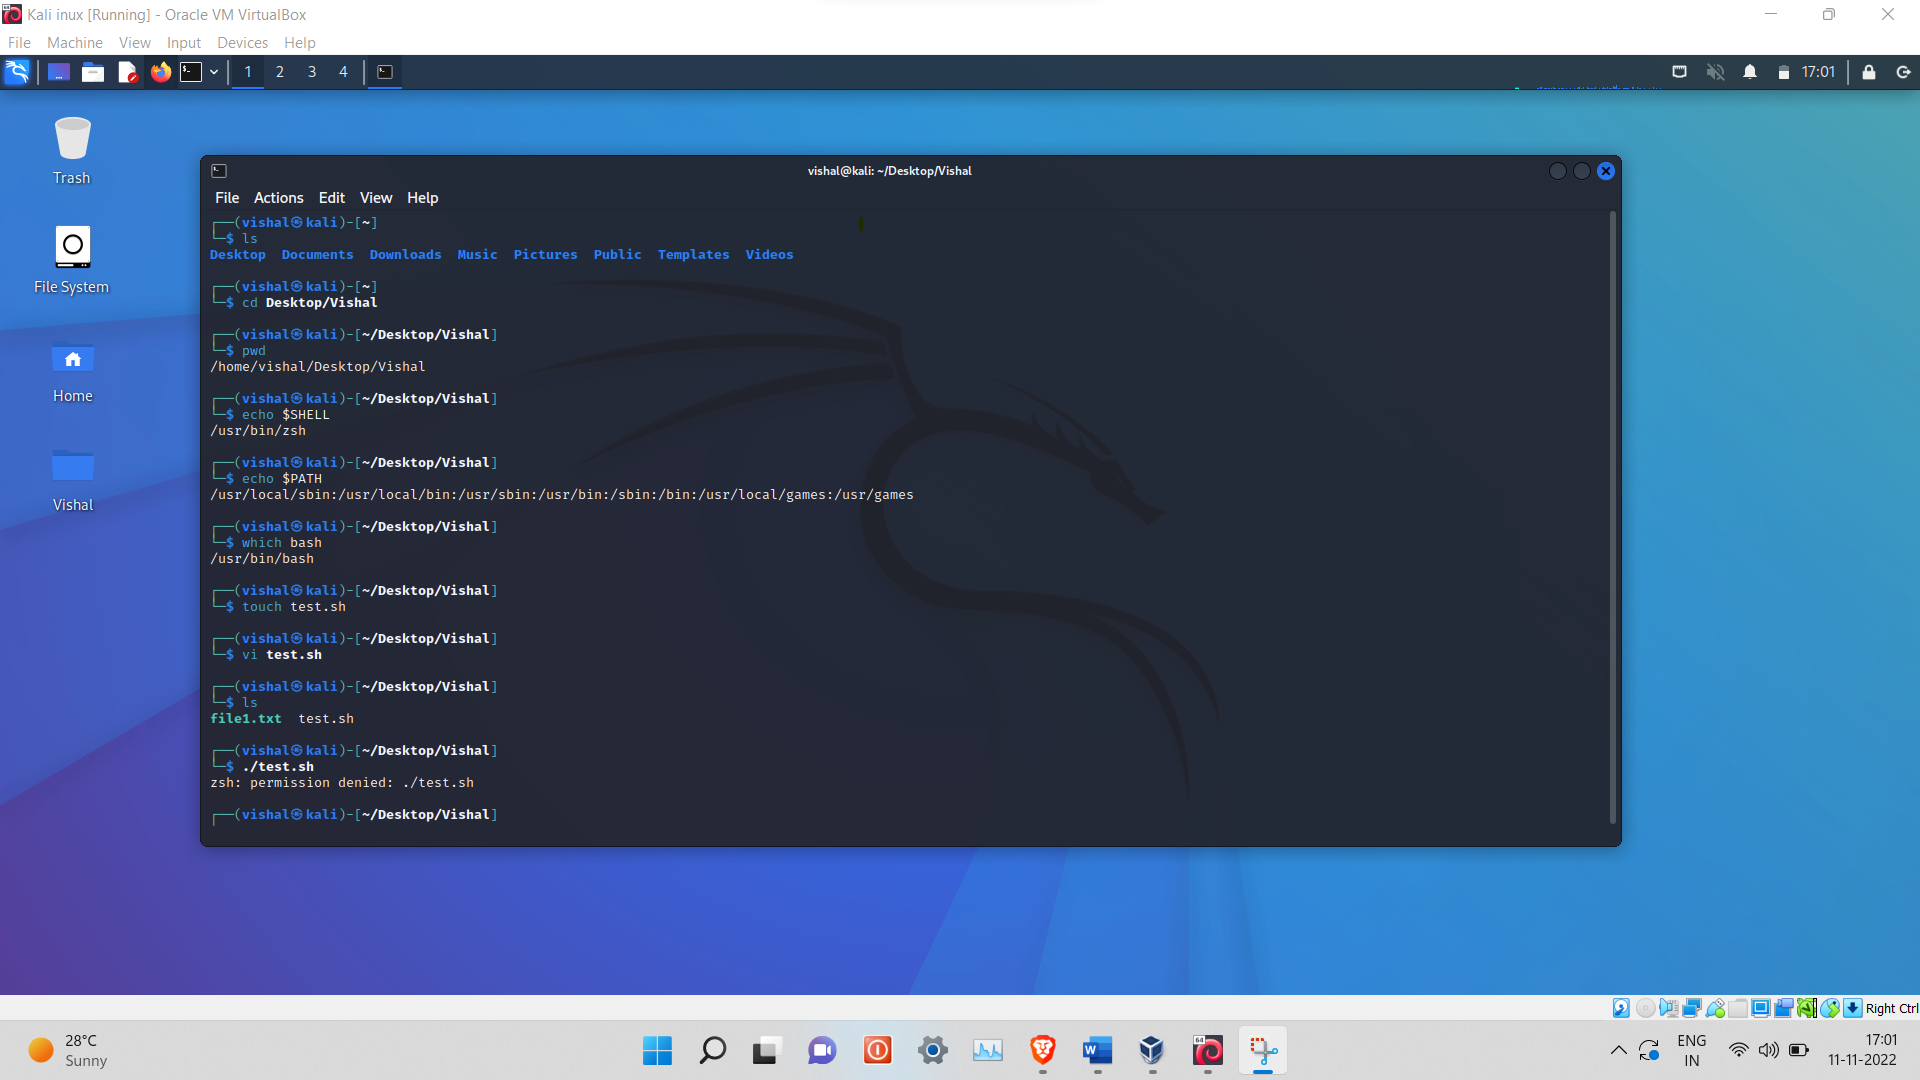 Kali inux [Running] - Oracle VM VirtualBox
File Machine View Input Devices Help
1 2 3 4 17:01
Trash
File System
Home
Vishal
vishal@kali: ~/Desktop/Vishal
File Actions Edit View Help
┌──(vishal㉿kali)-[~]
└─$ ls
Desktop Documents Downloads Music Pictures Public Templates Videos
┌──(vishal㉿kali)-[~]
└─$ cd Desktop/Vishal
┌──(vishal㉿kali)-[~/Desktop/Vishal]
└─$ pwd
/home/vishal/Desktop/Vishal
┌──(vishal㉿kali)-[~/Desktop/Vishal]
└─$ echo $SHELL
/usr/bin/zsh
┌──(vishal㉿kali)-[~/Desktop/Vishal]
└─$ echo $PATH
/usr/local/sbin:/usr/local/bin:/usr/sbin:/usr/bin:/sbin:/bin:/usr/local/games:/usr/games
┌──(vishal㉿kali)-[~/Desktop/Vishal]
└─$ which bash
/usr/bin/bash
┌──(vishal㉿kali)-[~/Desktop/Vishal]
└─$ touch test.sh
┌──(vishal㉿kali)-[~/Desktop/Vishal]
└─$ vi test.sh
┌──(vishal㉿kali)-[~/Desktop/Vishal]
└─$ ls
file1.txt test.sh
┌──(vishal㉿kali)-[~/Desktop/Vishal]
└─$ ./test.sh
zsh: permission denied: ./test.sh
┌──(vishal㉿kali)-[~/Desktop/Vishal]
Right Ctrl
28°C
Sunny
ENG
IN
17:01
11-11-2022